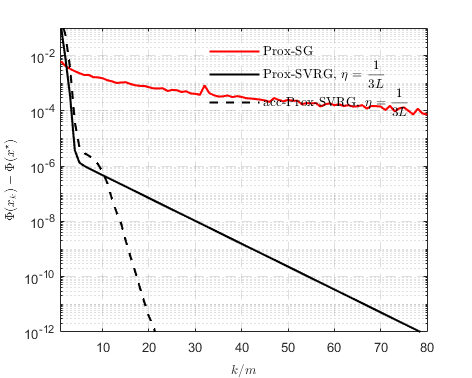 Prox-SG
Prox-SVRG, η = 1/3L
acc-Prox-SVRG, η = 1/3L
10^-2
10^-4
10^-6
10^-8
10^-10
10^-12
Φ(x_k) − Φ(x*)
10 20 30 40 50 60 70 80
k/m